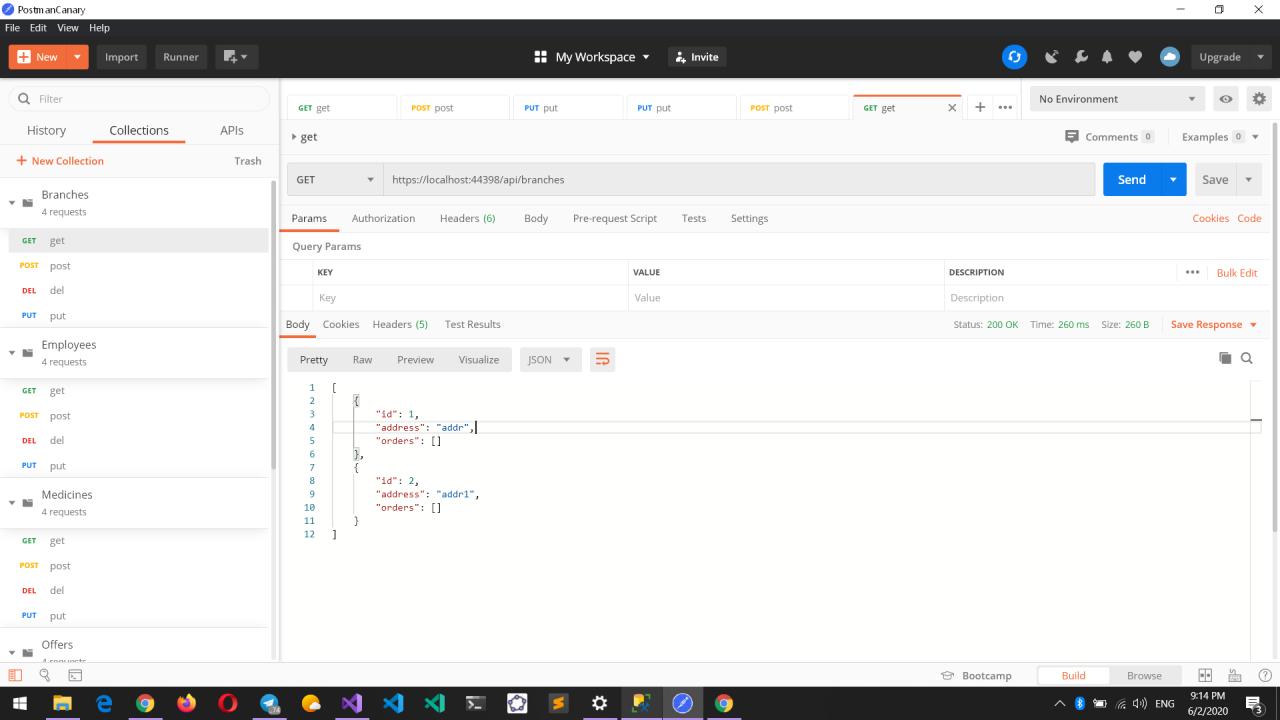 PostmanCanary
File Edit View Help
New Import Runner My Workspace Invite Upgrade
Filter
History Collections APIs
New Collection Trash
Branches
4 requests
GET get
POST post
DEL del
PUT put
Employees
4 requests
GET get
POST post
DEL del
PUT put
Medicines
4 requests
GET get
POST post
DEL del
PUT put
Offers
4 requests
GET get POST post PUT put PUT put POST post GET get
No Environment
get
Comments 0 Examples 0
GET https://localhost:44398/api/branches Send Save
Params Authorization Headers (6) Body Pre-request Script Tests Settings Cookies Code
Query Params
KEY VALUE DESCRIPTION Bulk Edit
Key Value Description
Body Cookies Headers (5) Test Results Status: 200 OK Time: 260 ms Size: 260 B Save Response
Pretty Raw Preview Visualize JSON
1 [
2 {
3 "id": 1,
4 "address": "addr",
5 "orders": []
6 },
7 {
8 "id": 2,
9 "address": "addr1",
10 "orders": []
11 }
12 ]
Bootcamp Build Browse
74
ENG
9:14 PM
6/2/2020
3